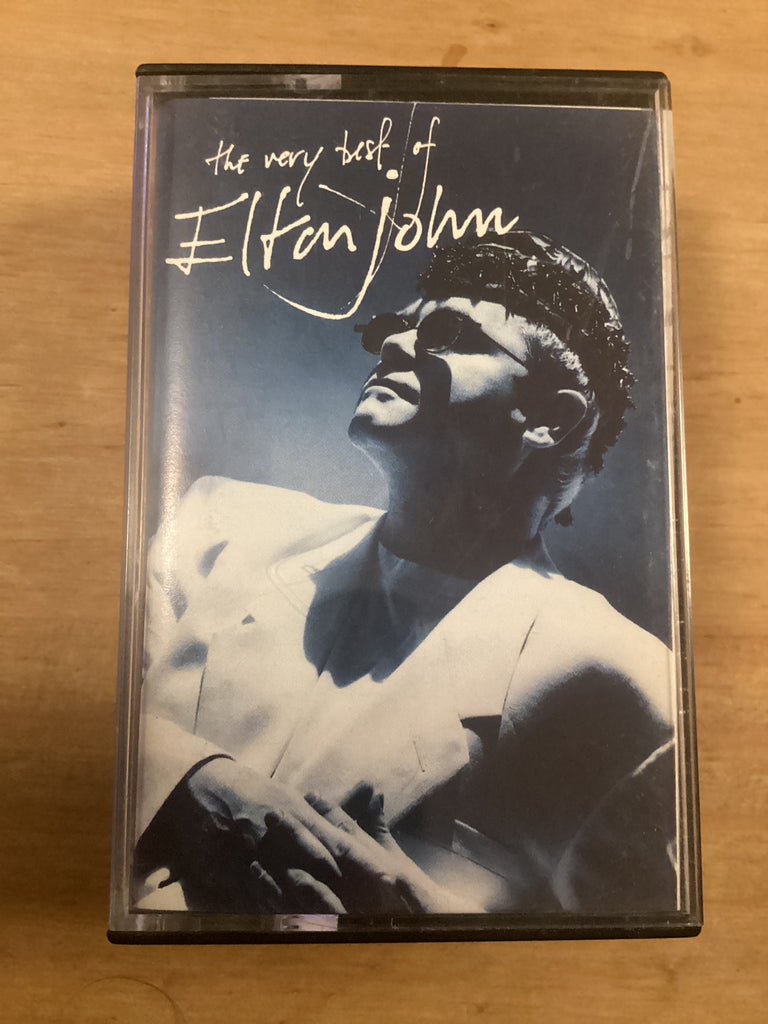 the very best of
Elton john